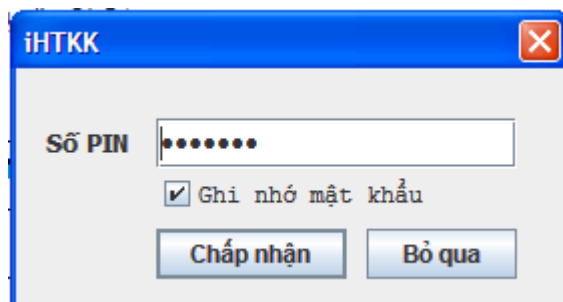 iHTKK
Số PIN •••••••
Ghi nhớ mật khẩu
Chấp nhận Bỏ qua